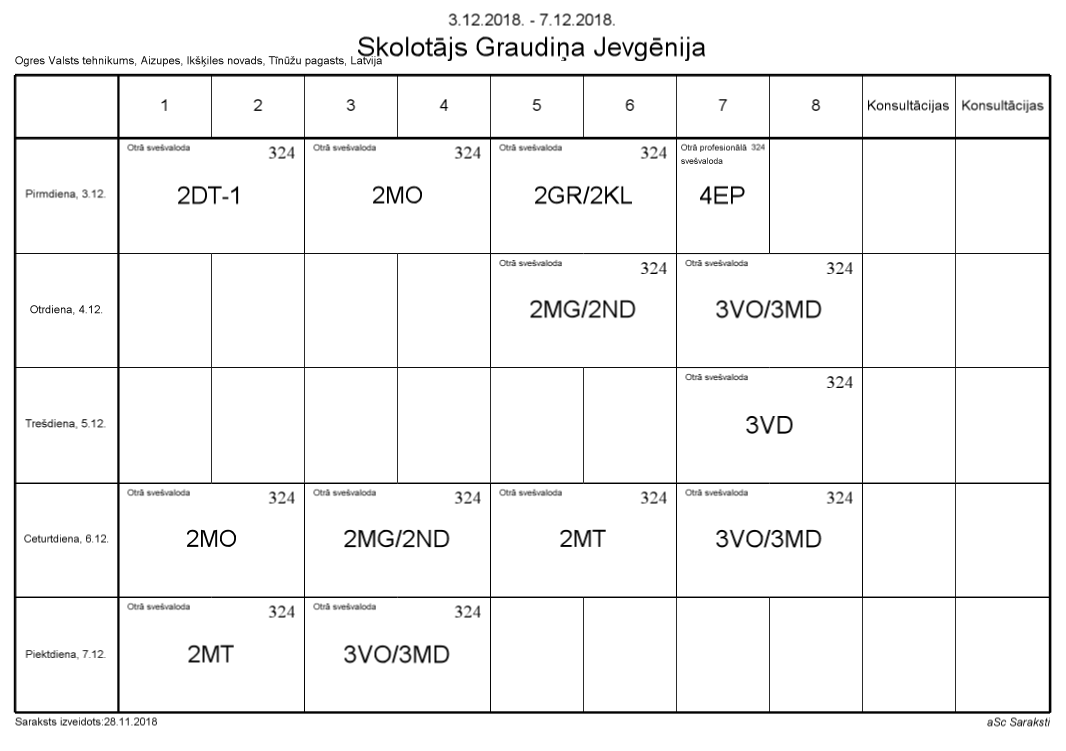 3.12.2018. - 7.12.2018.
Skolotājs Graudiņa Jevgēnija
Ogres Valsts tehnikums, Aizupes, Ikšķiles novads, Tīnūžu pagasts, Latvija
1 2 3 4 5 6 7 8 Konsultācijas Konsultācijas
Otrā svešvaloda 324 Otrā svešvaloda 324 Otrā svešvaloda 324 Otrā profesionālā 324
svešvaloda
Pirmdiena, 3.12. 2DT-1 2MO 2GR/2KL 4EP
Otrā svešvaloda 324 Otrā svešvaloda 324
Otrdiena, 4.12. 2MG/2ND 3VO/3MD
Otrā svešvaloda 324
Trešdiena, 5.12. 3VD
Otrā svešvaloda 324 Otrā svešvaloda 324 Otrā svešvaloda 324 Otrā svešvaloda 324
Ceturtdiena, 6.12. 2MO 2MG/2ND 2MT 3VO/3MD
Otrā svešvaloda 324 Otrā svešvaloda 324
Piektdiena, 7.12. 2MT 3VO/3MD
Saraksts izveidots:28.11.2018 aSc Saraksti